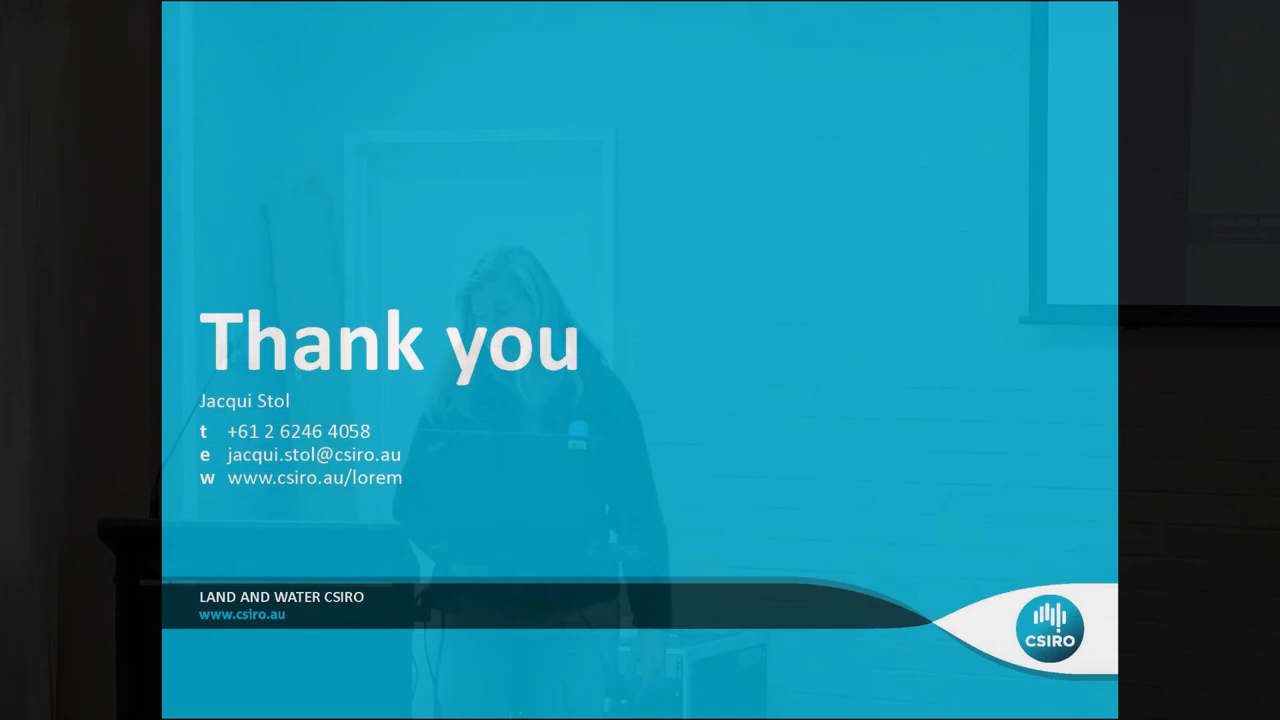 Thank you
Jacqui Stol
t +61 2 6246 4058
e jacqui.stol@csiro.au
w www.csiro.au/lorem
LAND AND WATER CSIRO
www.csiro.au
CSIRO